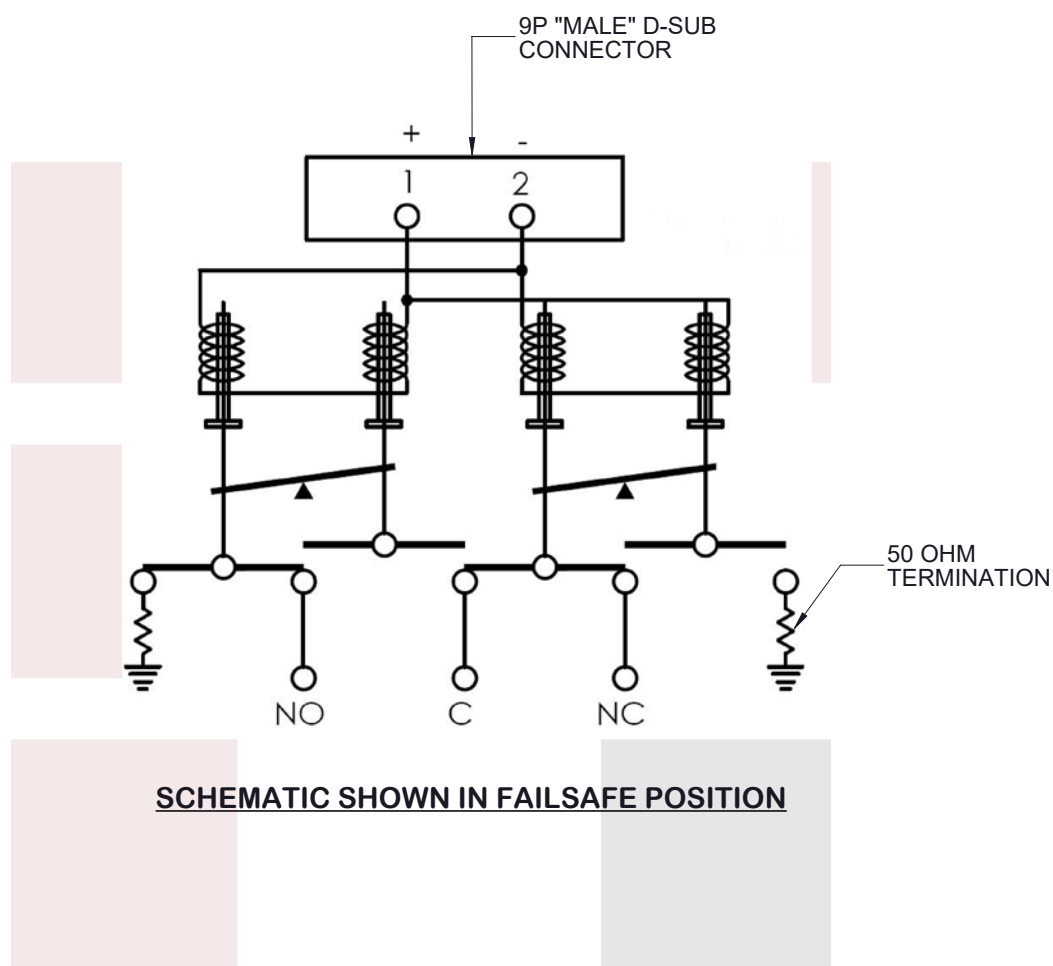 9P "MALE" D-SUB
CONNECTOR
+ -
1 2
50 OHM
TERMINATION
NO C NC
SCHEMATIC SHOWN IN FAILSAFE POSITION